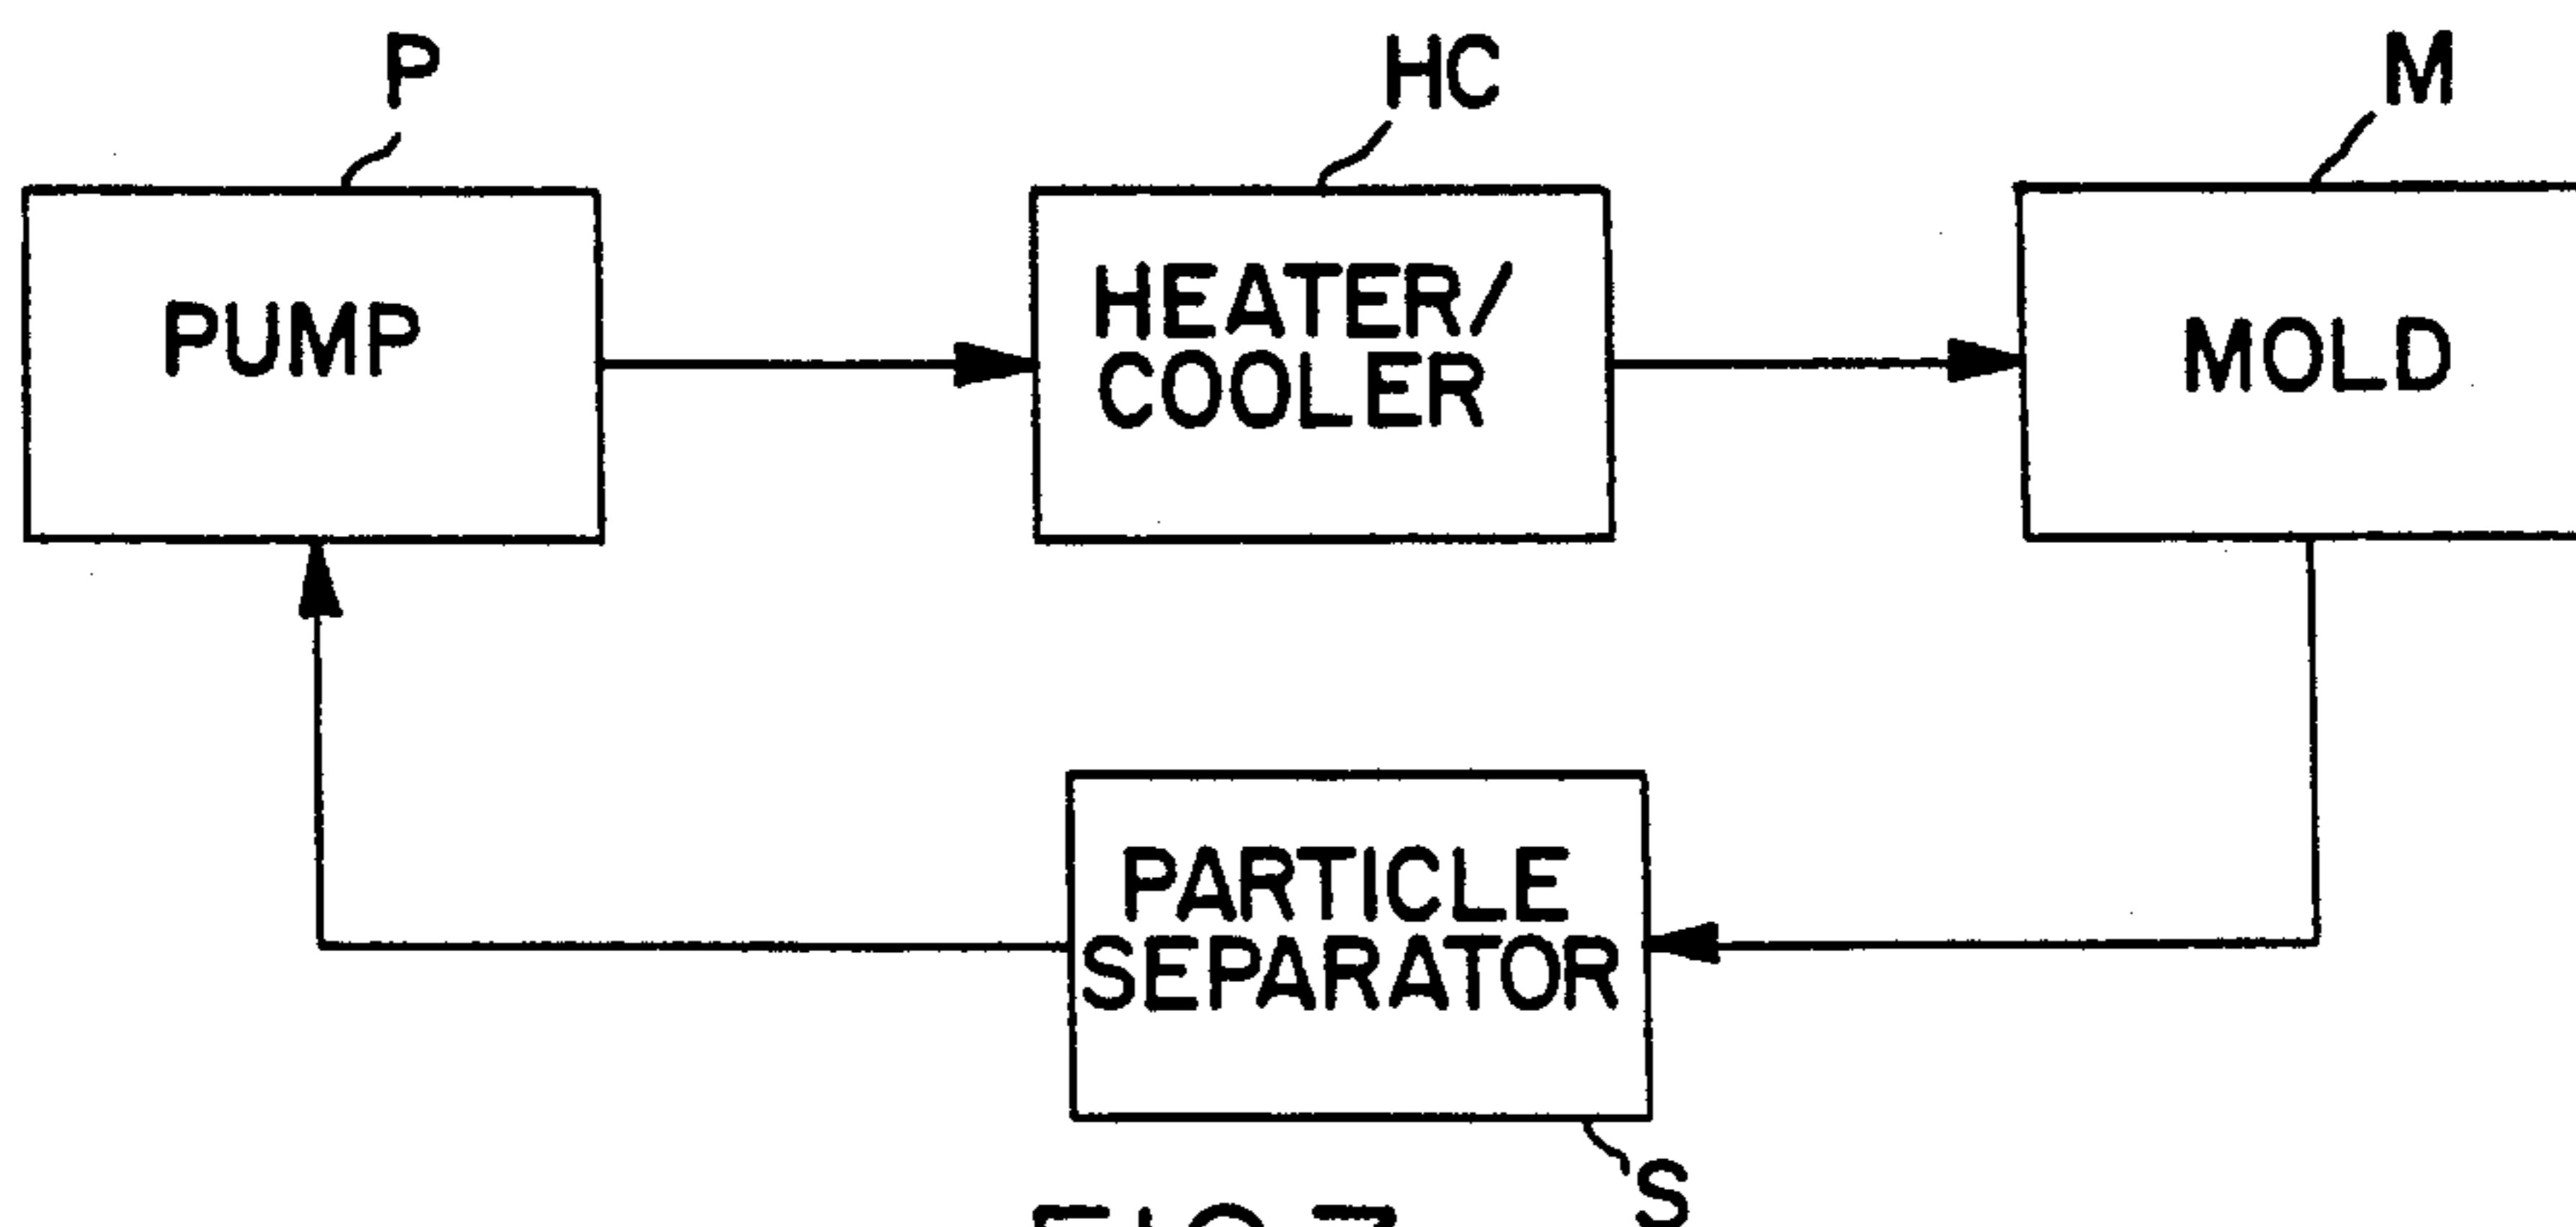 P
HC
M
PUMP
HEATER/
COOLER
MOLD
PARTICLE
SEPARATOR
S